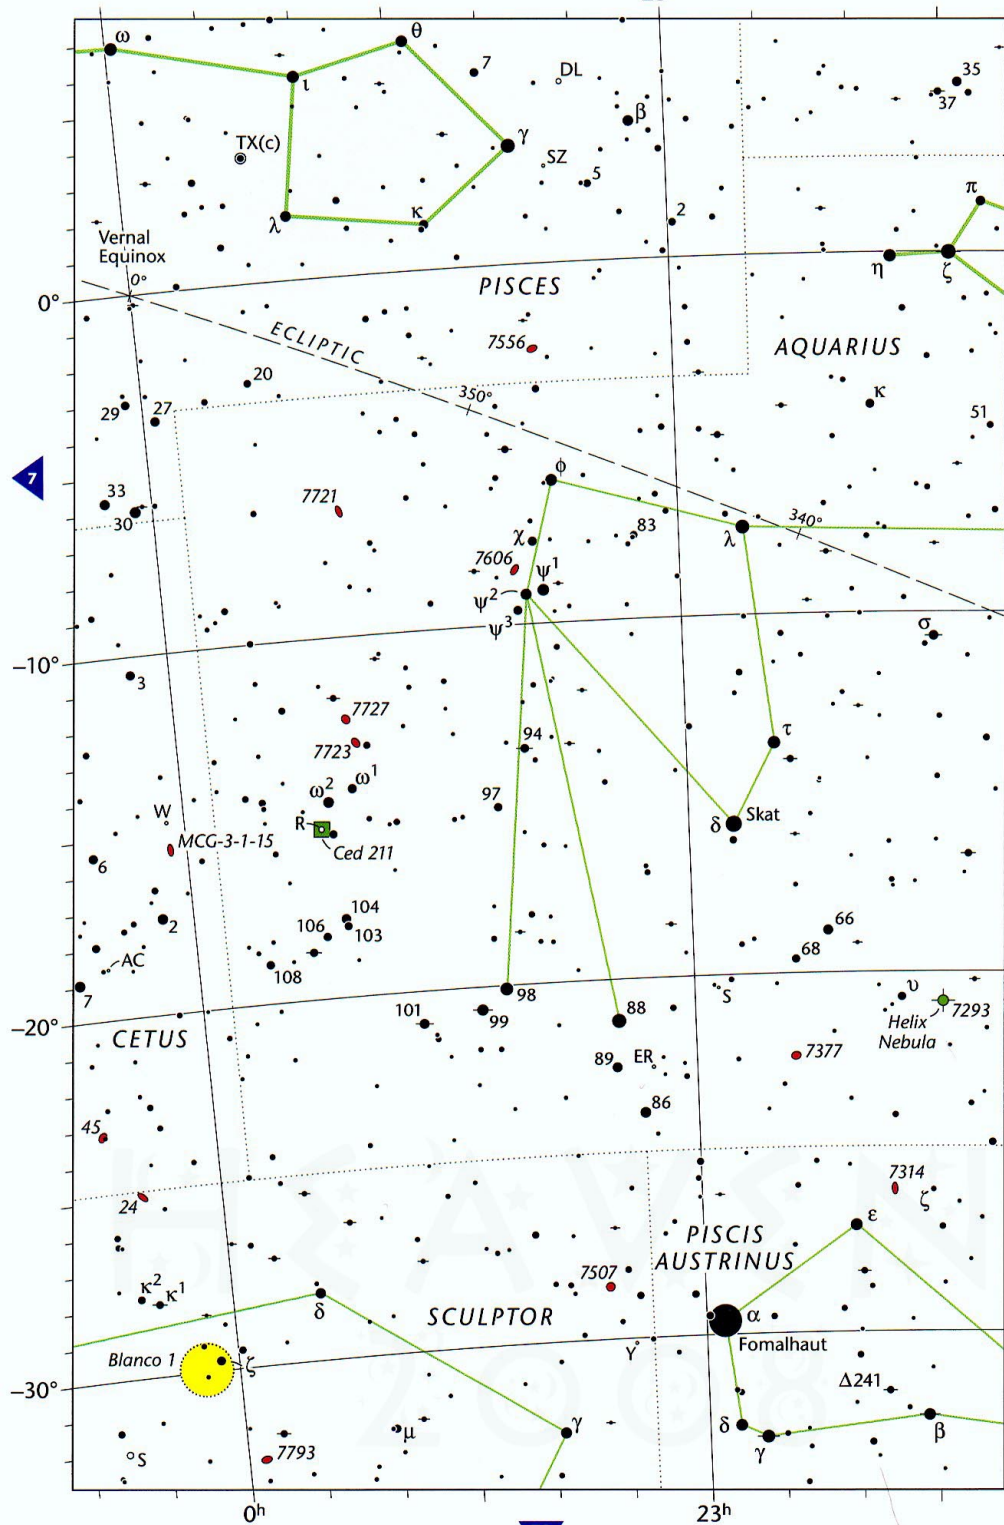 ω
θ
ι
7
DL
35
37
β
TX(c)
γ
SZ
5
π
λ
κ
2
Vernal
Equinox
0°
η
ζ
PISCES
0°
ECLIPTIC
7556
AQUARIUS
20
350°
κ
29
27
51
7
φ
33
30
7721
83
340°
χ
λ
7606
ψ¹
ψ²
ψ³
σ
−10°
3
7727
7723
94
τ
ω²
ω¹
97
W
R
δ
Skat
MCG-3-1-15
Ced 211
6
2
104
106
103
66
68
AC
108
7
98
S
υ
−20°
101
99
88
Helix
Nebula
7293
CETUS
89
ER
7377
86
45
24
7314
ζ
PISCIS
AUSTRINUS
ε
κ²
κ¹
7507
δ
SCULPTOR
α
Fomalhaut
Blanco 1
ζ
Y
Δ241
−30°
γ
δ
γ
β
μ
S
7793
0ʰ
23ʰ
HEAVEN
2008